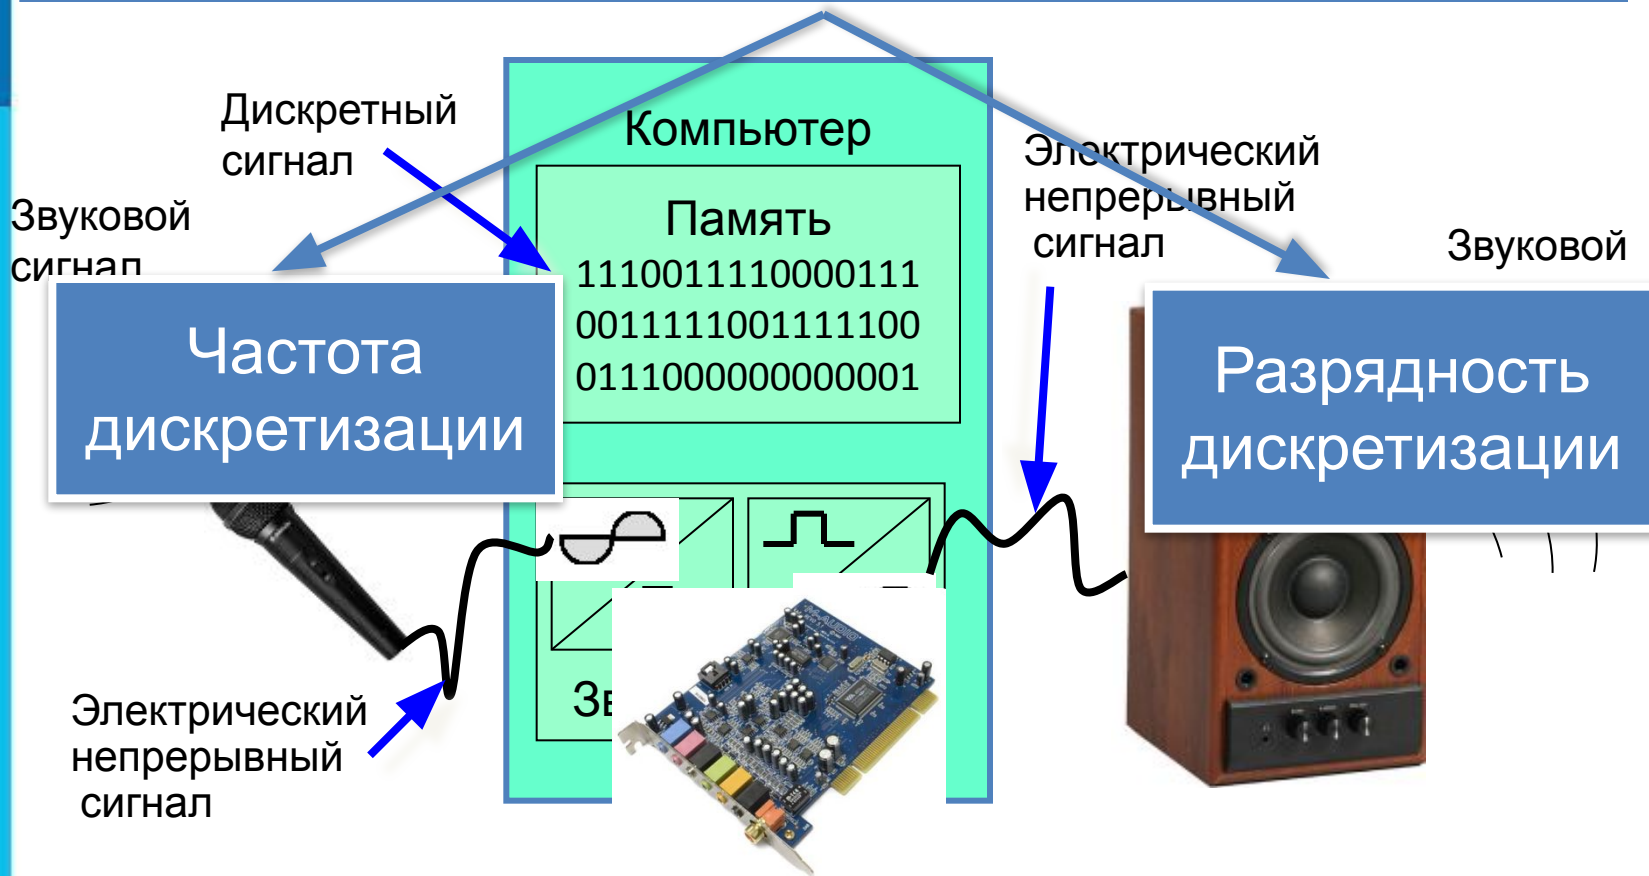 Дискретный
сигнал
Звуковой
сигнал
Компьютер
Память
1110011110000111
0011111001111100
0111000000000001
Электрический
непрерывный
сигнал
Звуковой
Частота
дискретизации
Разрядность
дискретизации
Электрический
непрерывный
сигнал
M-AUDIO